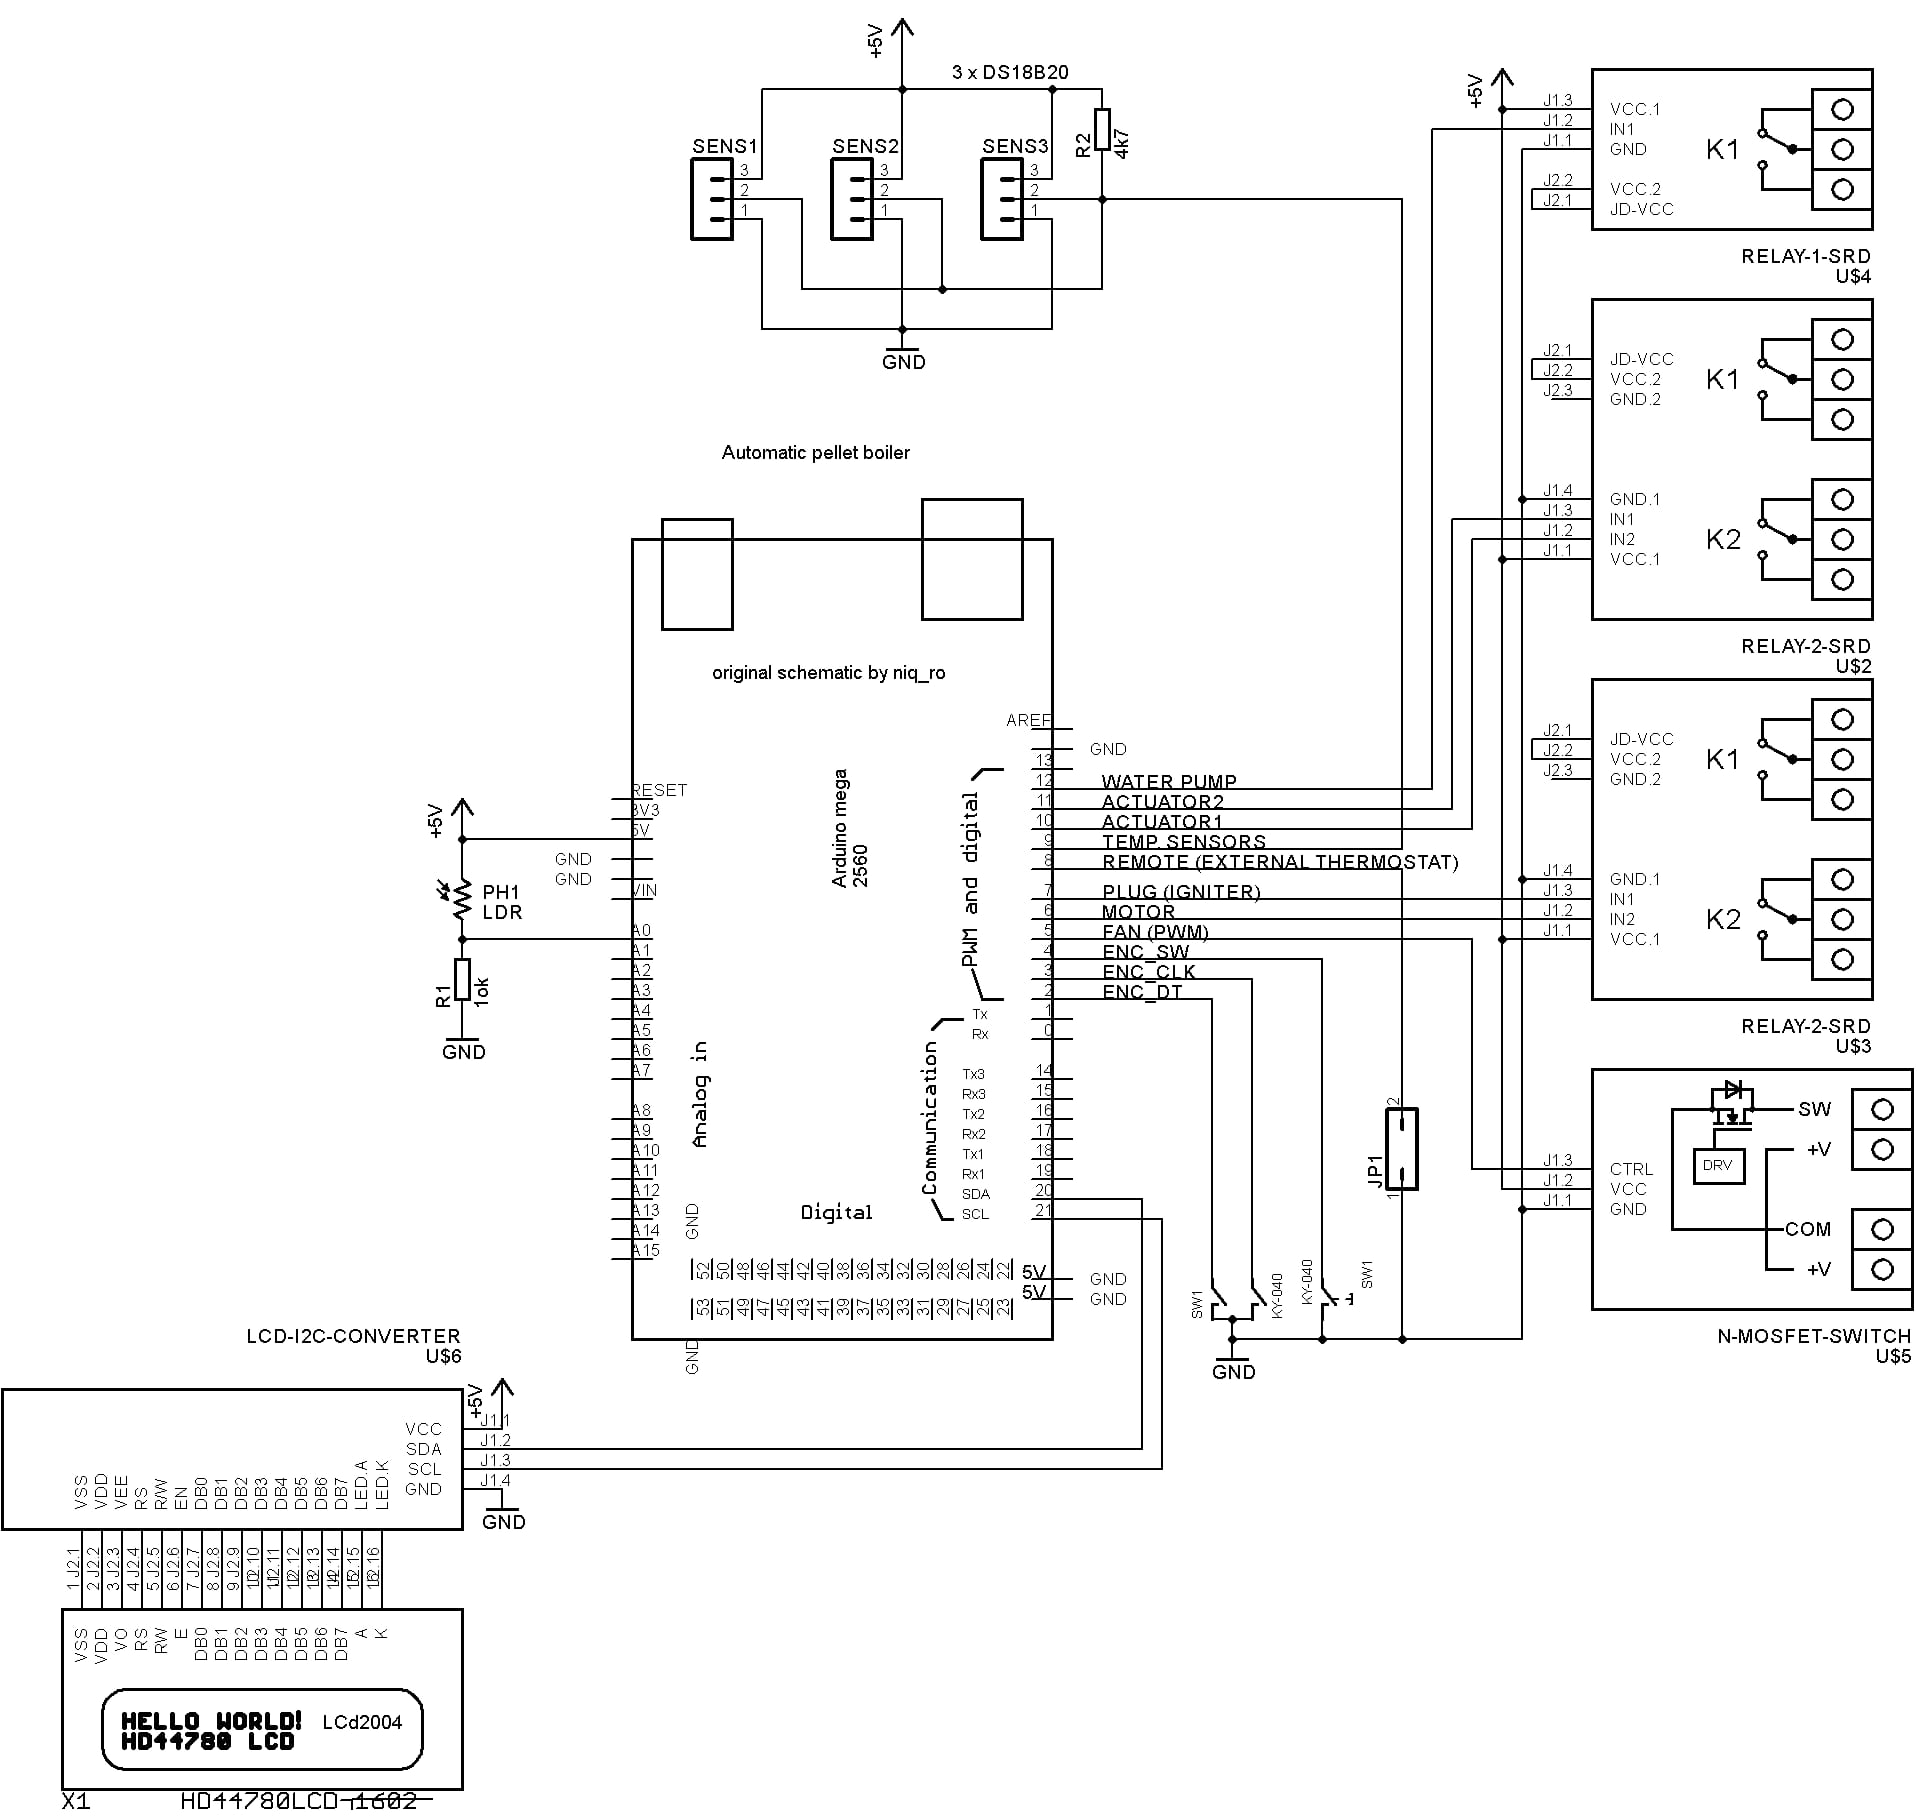 +5V
3 x DS18B20
SENS1
SENS2
SENS3
3
2
1
3
2
1
3
2
1
R2
4k7
GND
+5V
J1.3
J1.2
J1.1
J2.2
J2.1
VCC.1
IN1
GND
VCC.2
JD-VCC
K1
RELAY-1-SRD
U$4
J2.1
J2.2
J2.3
JD-VCC
VCC.2
GND.2
K1
J1.4
J1.3
J1.2
J1.1
GND.1
IN1
IN2
VCC.1
K2
RELAY-2-SRD
U$2
J2.1
J2.2
J2.3
JD-VCC
VCC.2
GND.2
K1
J1.4
J1.3
J1.2
J1.1
GND.1
IN1
IN2
VCC.1
K2
RELAY-2-SRD
U$3
J1.3
J1.2
J1.1
CTRL
VCC
GND
DRV
SW
+V
COM
+V
N-MOSFET-SWITCH
U$5
Automatic pellet boiler
original schematic by niq_ro
Arduino mega
2560
AREF
GND
13
12
11
10
9
8
7
6
5
4
3
2
1
0
WATER PUMP
ACTUATOR2
ACTUATOR1
TEMP. SENSORS
REMOTE (EXTERNAL THERMOSTAT)
PLUG (IGNITER)
MOTOR
FAN (PWM)
ENC_SW
ENC_CLK
ENC_DT
PWM and digital
Tx
Rx
Tx3
Rx3
Tx2
Rx2
Tx1
Rx1
SDA
SCL
14
15
16
17
18
19
20
21
Communication
RESET
3V3
5V
GND
GND
VIN
A0
A1
A2
A3
A4
A5
A6
A7
A8
A9
A10
A11
A12
A13
A14
A15
Analog in
Digital
GND
52 50 48 46 44 42 40 38 36 34 32 30 28 26 24 22
53 51 49 47 45 43 41 39 37 35 33 31 29 27 25 23
GND
5V
5V
GND
GND
+5V
PH1
LDR
R1
1ok
GND
2
JP1
1
SW1
KY-040
KY-040
SW1
GND
LCD-I2C-CONVERTER
U$6
+5V
VCC
SDA
SCL
GND
J1.1
J1.2
J1.3
J1.4
GND
VSS VDD VEE RS R/W EN DB0 DB1 DB2 DB3 DB4 DB5 DB6 DB7 LED.A LED.K
J2.1 J2.2 J2.3 J2.4 J2.5 J2.6 J2.7 J2.8 J2.9 J2.10 J2.11 J2.12 J2.13 J2.14 J2.15 J2.16
1 2 3 4 5 6 7 8 9 10 11 12 13 14 15 16
VSS VDD VO RS RW E DB0 DB1 DB2 DB3 DB4 DB5 DB6 DB7 A K
HELLO WORLD!
HD44780 LCD
LCd2004
X1
HD44780LCD-1602